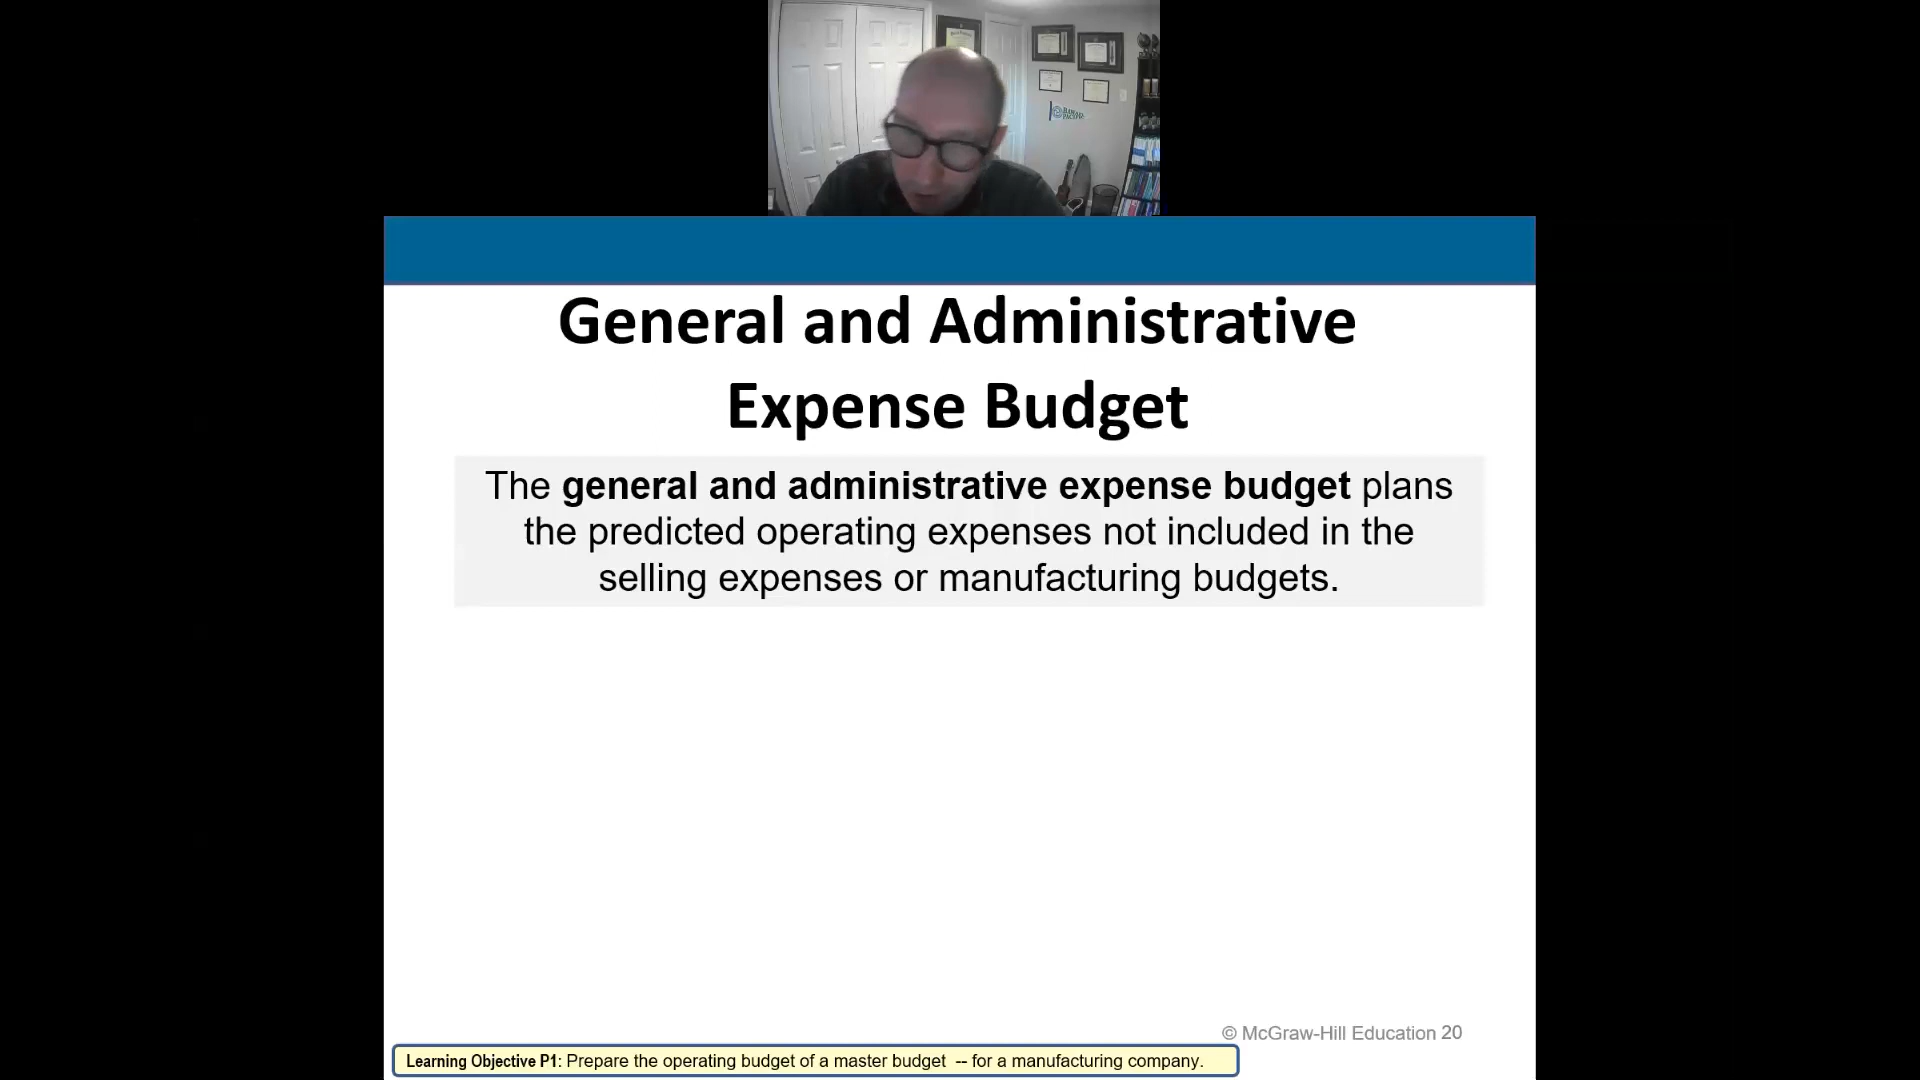 HAWAI'I
PACIFIC
General and Administrative
Expense Budget
The general and administrative expense budget plans
the predicted operating expenses not included in the
selling expenses or manufacturing budgets.
© McGraw-Hill Education 20
Learning Objective P1: Prepare the operating budget of a master budget -- for a manufacturing company.